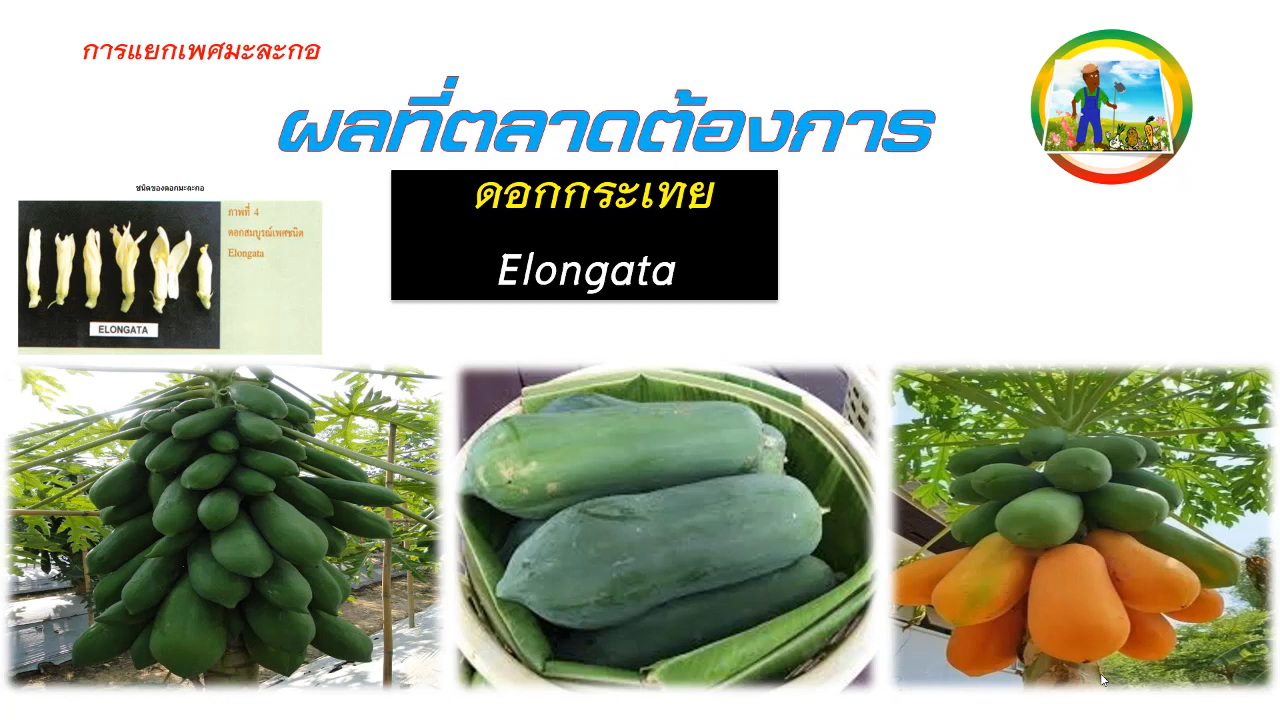 การแยกเพศมะละกอ
ผลที่ตลาดต้องการ
ดอกกระเทย
Elongata
ชนิดของดอกมะละกอ
ภาพที่ 4
ดอกสมบูรณ์เพศชนิด
Elongata
ELONGATA